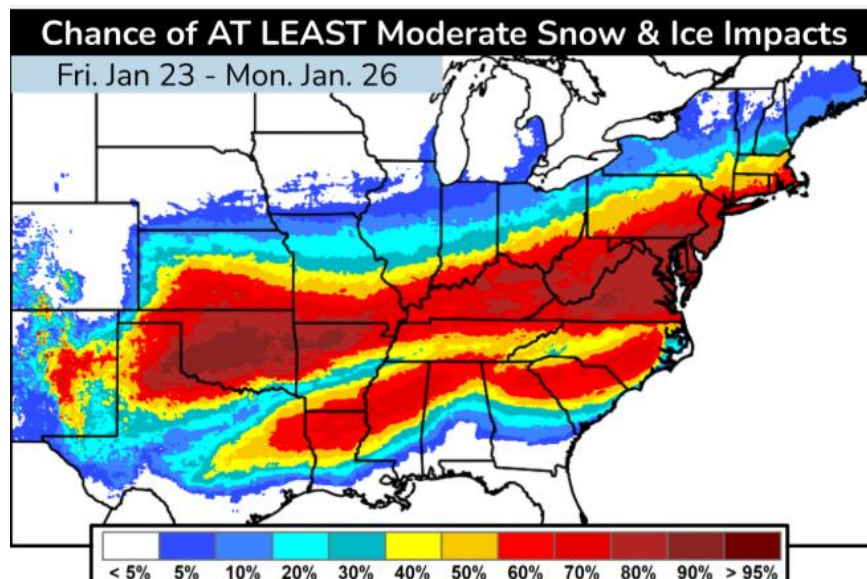 Chance of AT LEAST Moderate Snow & Ice Impacts
Fri. Jan 23 - Mon. Jan. 26
< 5% 5% 10% 20% 30% 40% 50% 60% 70% 80% 90% > 95%